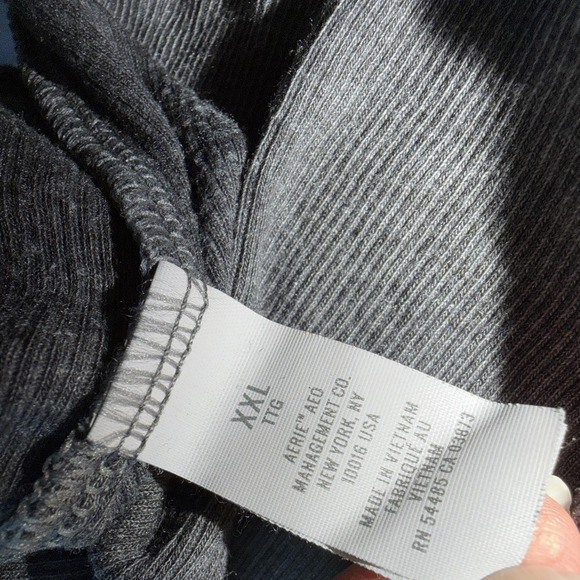 XXL
TTG
AERIE™ AEO
MANAGEMENT CO.
NEW YORK, NY
10016 USA
MADE IN VIETNAM
FABRIQUÉ AU
VIETNAM
RN 54485 CA 03673